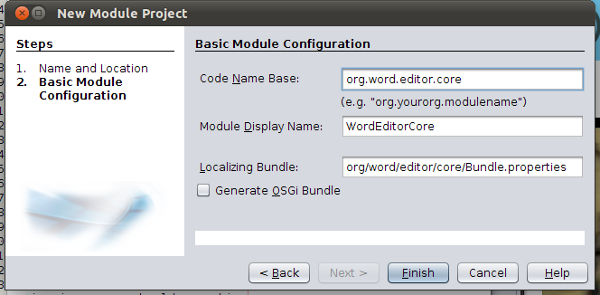 New Module Project
Steps
1. Name and Location
2. Basic Module
Configuration
Basic Module Configuration
Code Name Base: org.word.editor.core
(e.g. "org.yourorg.modulename")
Module Display Name: WordEditorCore
Localizing Bundle: org/word/editor/core/Bundle.properties
Generate OSGi Bundle
< Back Next > Finish Cancel Help